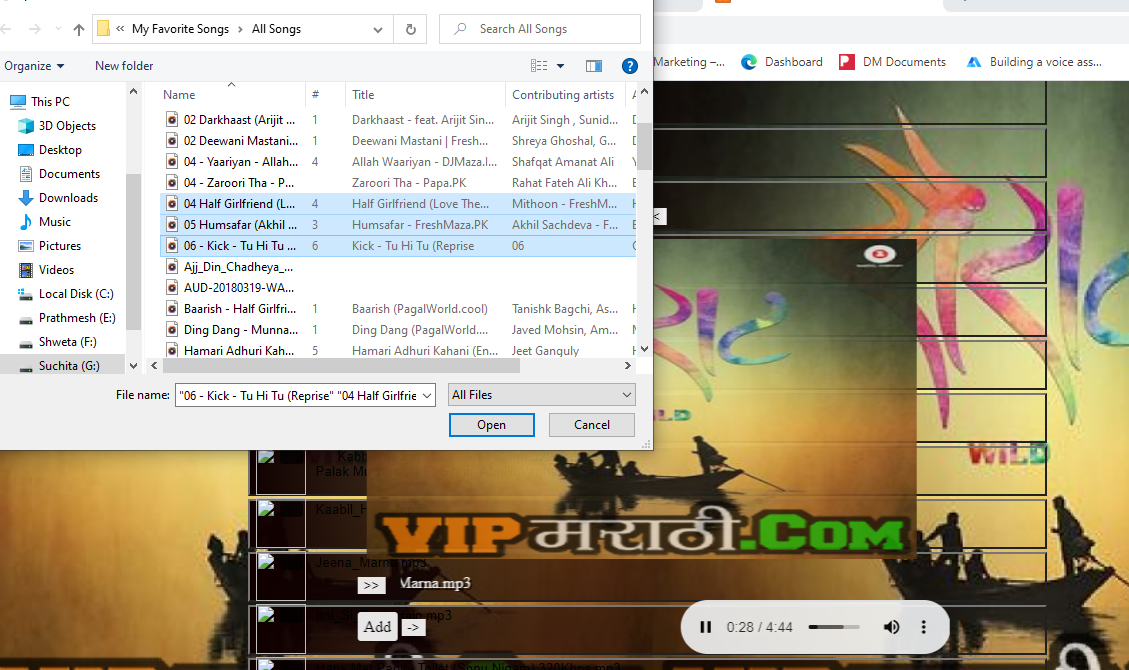 « My Favorite Songs › All Songs
Search All Songs
Organize
New folder
Marketing –...
Dashboard
DM Documents
Building a voice ass...
This PC
3D Objects
Desktop
Documents
Downloads
Music
Pictures
Videos
Local Disk (C:)
Prathmesh (E:)
Shweta (F:)
Suchita (G:)
Name # Title Contributing artists
02 Darkhaast (Arijit ... 1 Darkhaast - feat. Arijit Sin... Arijit Singh , Sunid...
02 Deewani Mastani... 1 Deewani Mastani | Fresh... Shreya Ghoshal, G...
04 - Yaariyan - Allah... 4 Allah Waariyan - DJMaza.I... Shafqat Amanat Ali
04 - Zaroori Tha - P... Zaroori Tha - Papa.PK Rahat Fateh Ali Kh...
04 Half Girlfriend (L... 4 Half Girlfriend (Love The... Mithoon - FreshM...
05 Humsafar (Akhil ... 3 Humsafar - FreshMaza.PK Akhil Sachdeva - F...
06 - Kick - Tu Hi Tu ... 6 Kick - Tu Hi Tu (Reprise 06
Ajj_Din_Chadheya_...
AUD-20180319-WA...
Baarish - Half Girlfri... 1 Baarish (PagalWorld.cool) Tanishk Bagchi, As...
Ding Dang - Munna... 1 Ding Dang (PagalWorld.... Javed Mohsin, Am...
Hamari Adhuri Kah... 5 Hamari Adhuri Kahani (En... Jeet Ganguly
File name: "06 - Kick - Tu Hi Tu (Reprise" "04 Half Girlfrie
All Files
Open
Cancel
<
WILD
Palak
Kaabil_H
VIPमराठी.Com
Jeena_Marna.mp3
>> Marna.mp3
Add ->
0:28 / 4:44